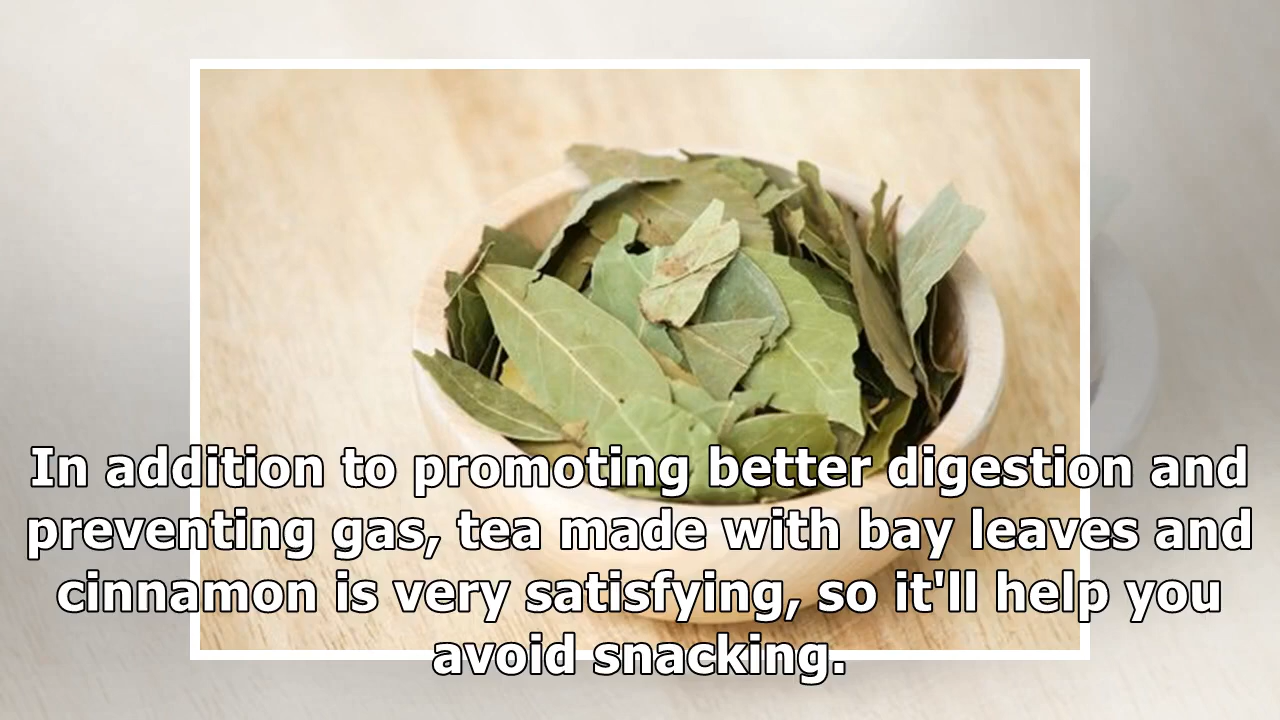 In addition to promoting better digestion and
preventing gas, tea made with bay leaves and
cinnamon is very satisfying, so it'll help you
avoid snacking.